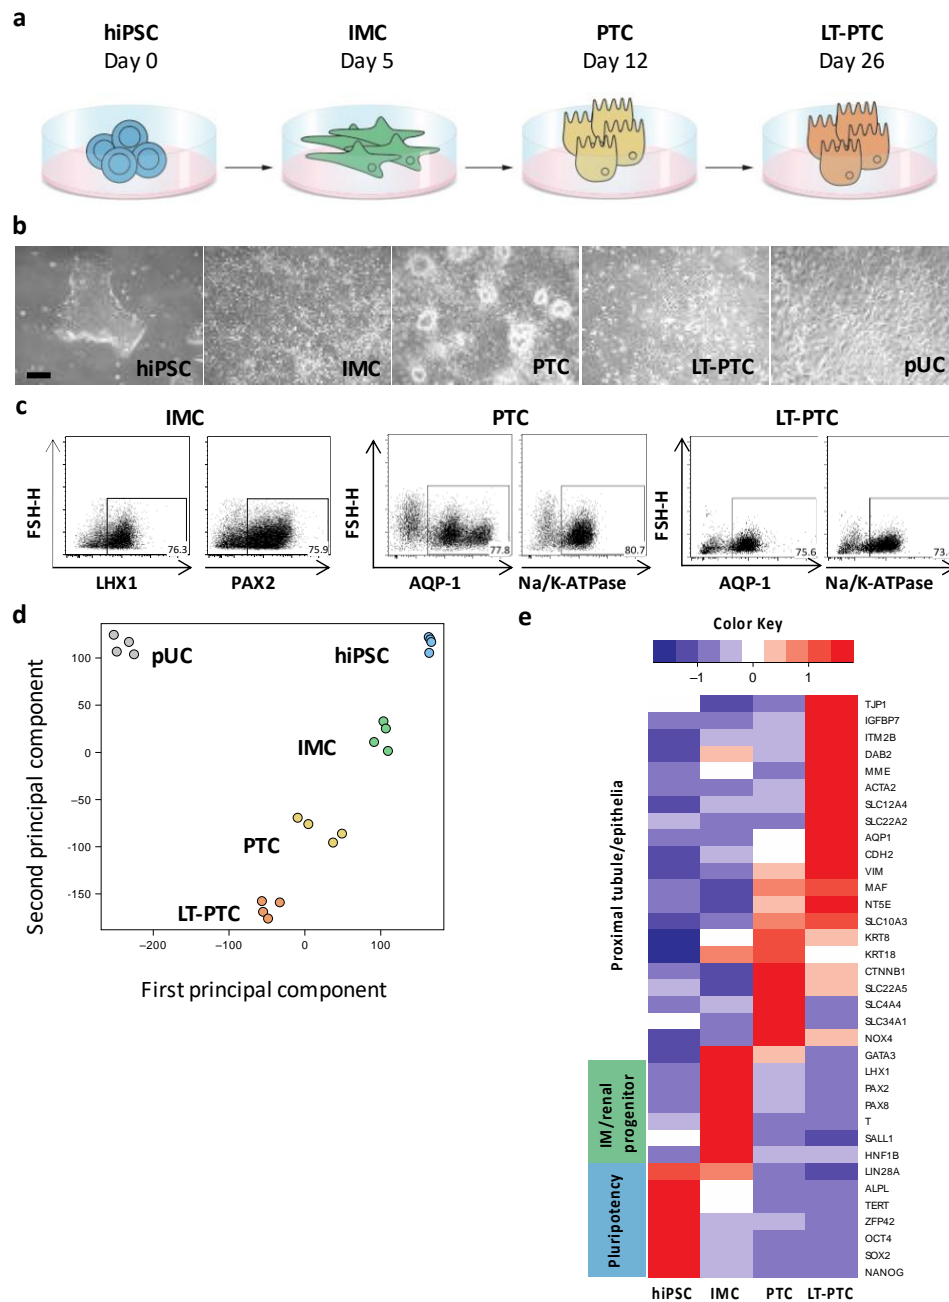 a
hiPSC IMC PTC LT-PTC
Day 0 Day 5 Day 12 Day 26
b
hiPSC IMC PTC LT-PTC pUC
c
IMC PTC LT-PTC
FSH-H FSH-H FSH-H
76.3 75.9 77.8 80.7 75.6 73.
LHX1 PAX2 AQP-1 Na/K-ATPase AQP-1 Na/K-ATPase
d
Second principal component
100
50
0
−50
−100
−150
pUC hiPSC
IMC
PTC
LT-PTC
−200 −100 0 100
First principal component
e
Color Key
−1 0 1
Proximal tubule/epithelia
IM/renal
progenitor
Pluripotency
TJP1
IGFBP7
ITM2B
DAB2
MME
ACTA2
SLC12A4
SLC22A2
AQP1
CDH2
VIM
MAF
NT5E
SLC10A3
KRT8
KRT18
CTNNB1
SLC22A5
SLC4A4
SLC34A1
NOX4
GATA3
LHX1
PAX2
PAX8
T
SALL1
HNF1B
LIN28A
ALPL
TERT
ZFP42
OCT4
SOX2
NANOG
hiPSC IMC PTC LT-PTC